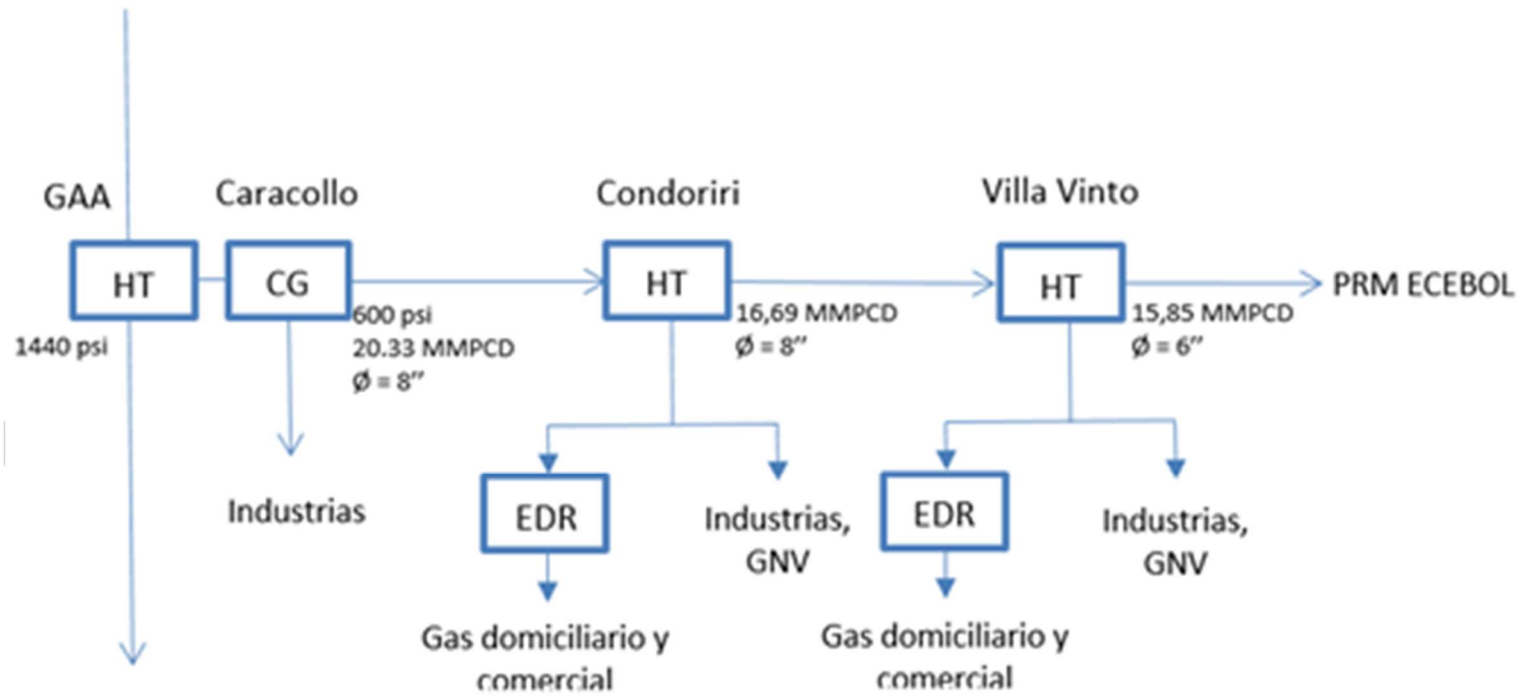 GAA
Caracollo
Condoriri
Villa Vinto
HT
CG
HT
HT
PRM ECEBOL
1440 psi
600 psi
20.33 MMPCD
Ø = 8”
16,69 MMPCD
Ø = 8”
15,85 MMPCD
Ø = 6”
Industrias
EDR
Industrias,
GNV
EDR
Industrias,
GNV
Gas domiciliario y
comercial
Gas domiciliario y
comercial